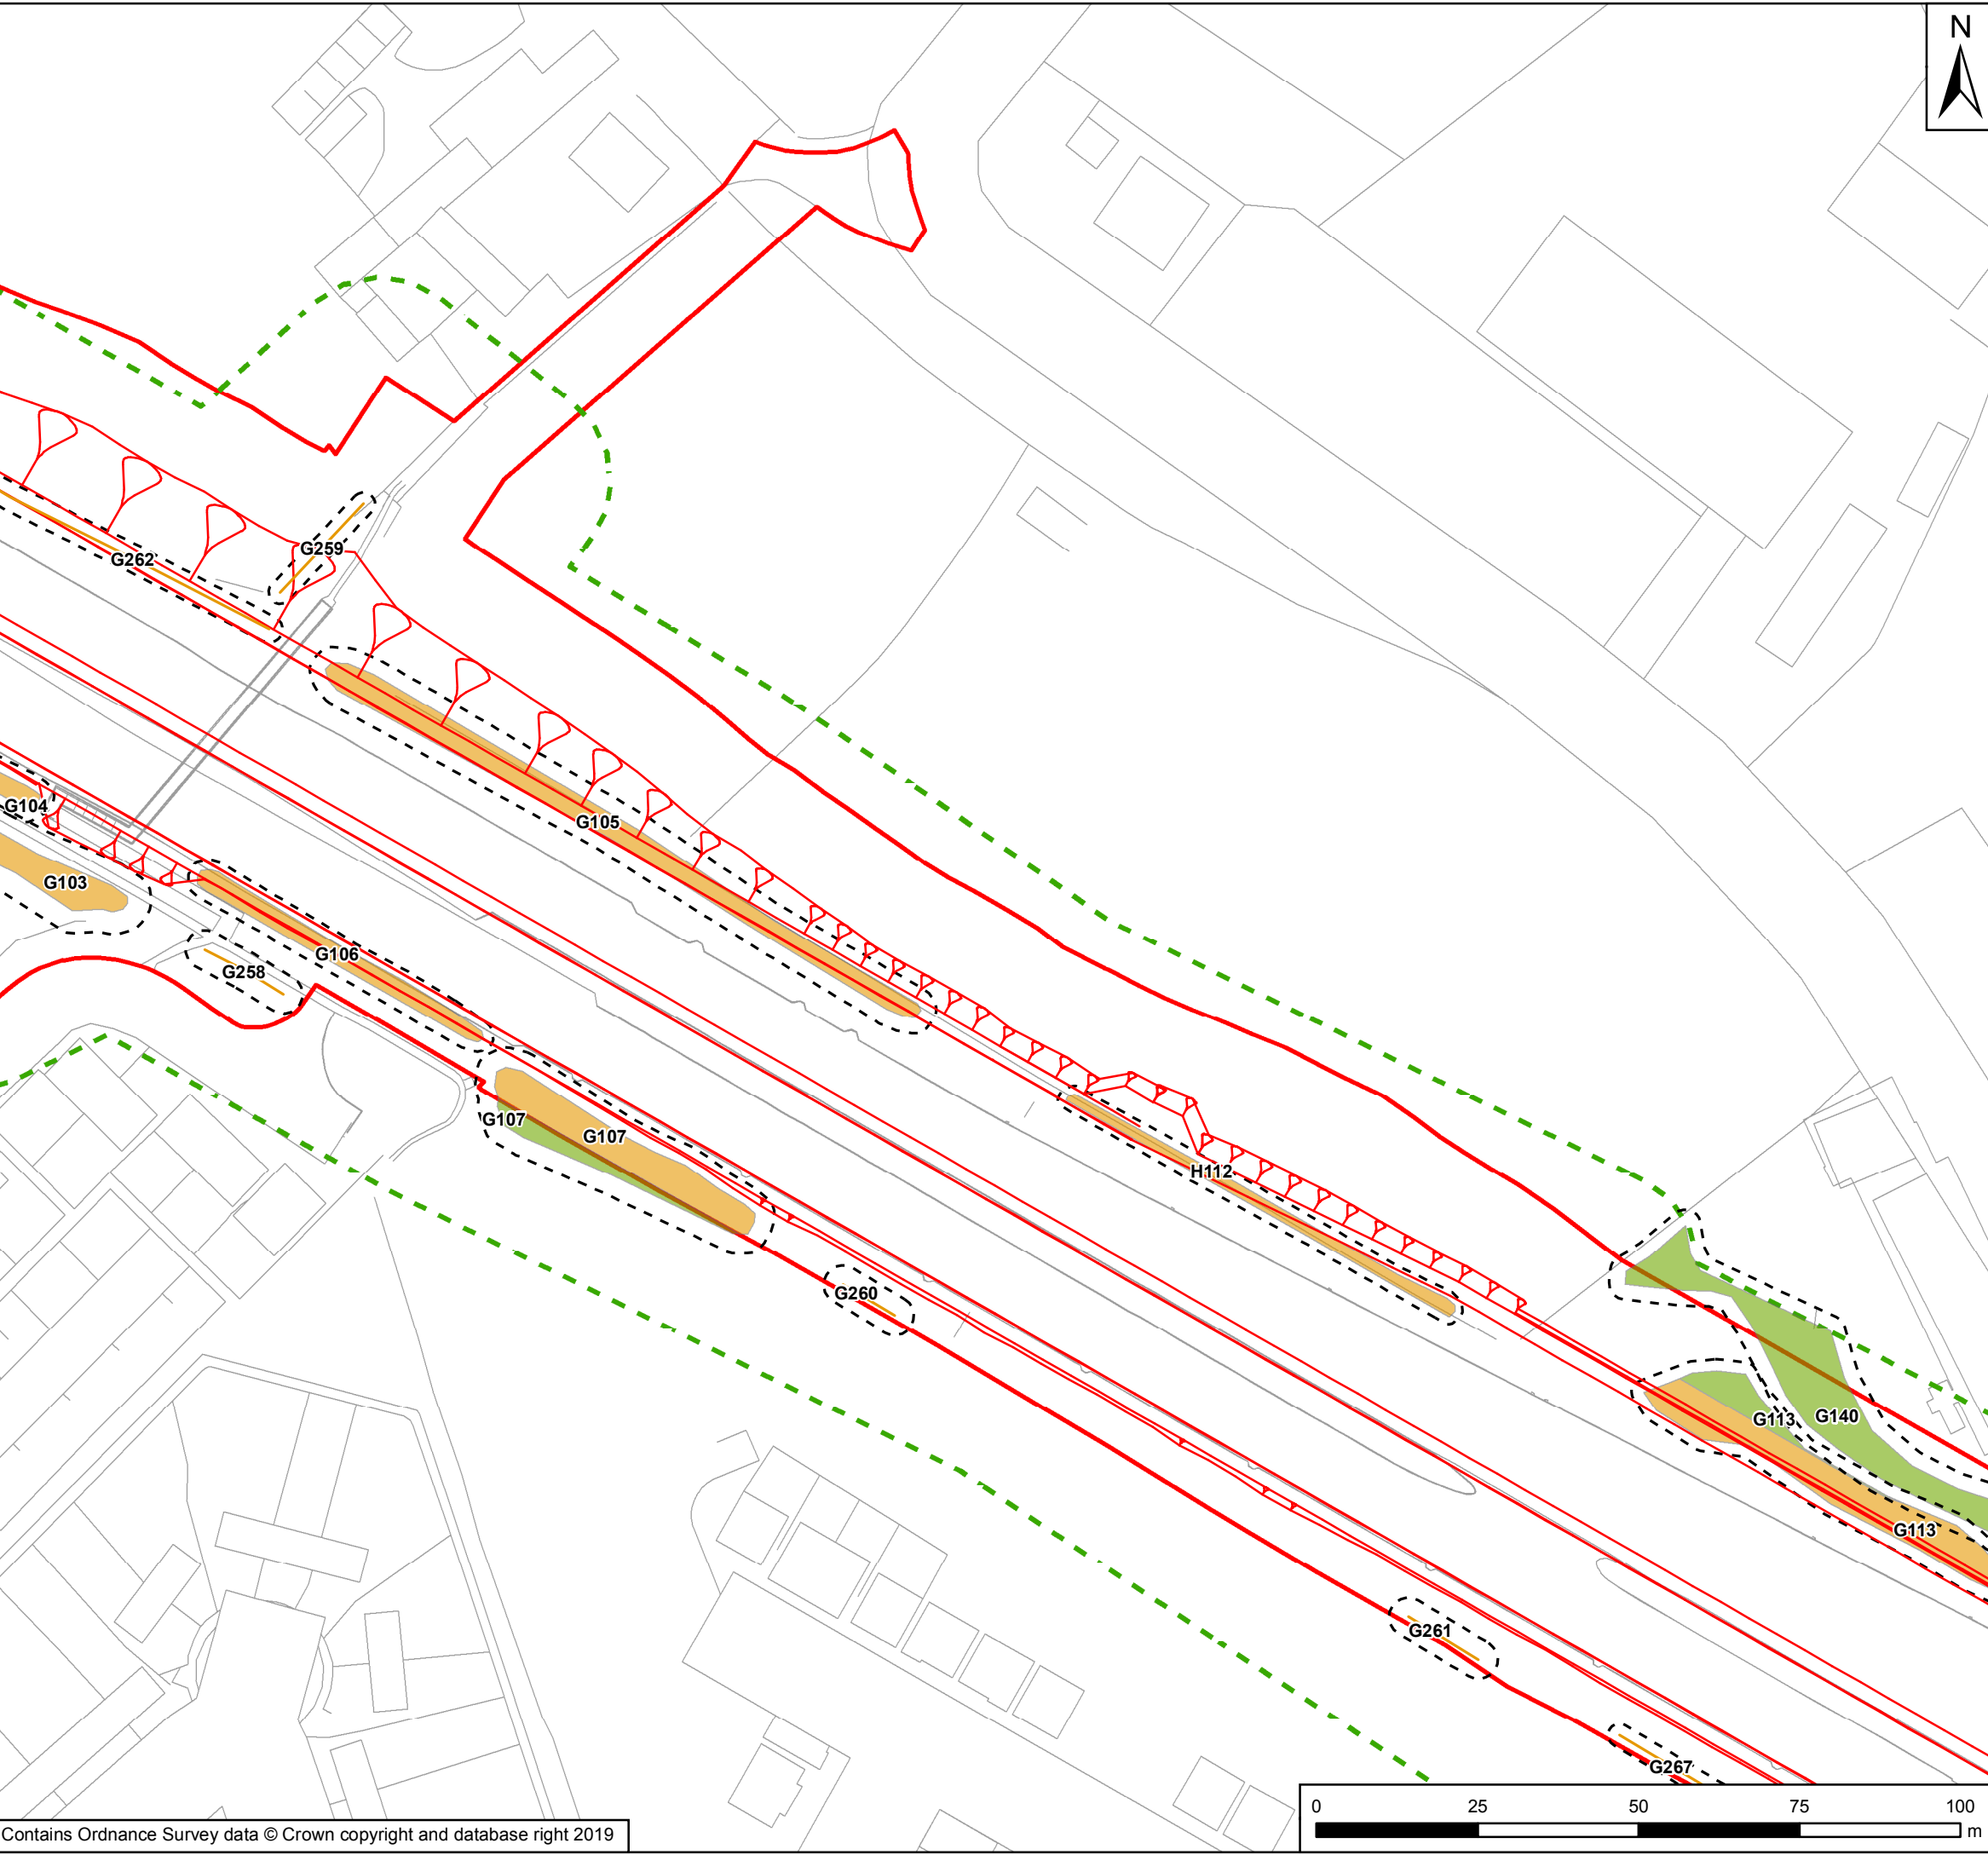 N
G259
G262
G105
G104
G103
G106
G258
G107
G107
H112
G260
G113
G140
G113
G261
G267
0 25 50 75 100
m
Contains Ordnance Survey data © Crown copyright and database right 2019